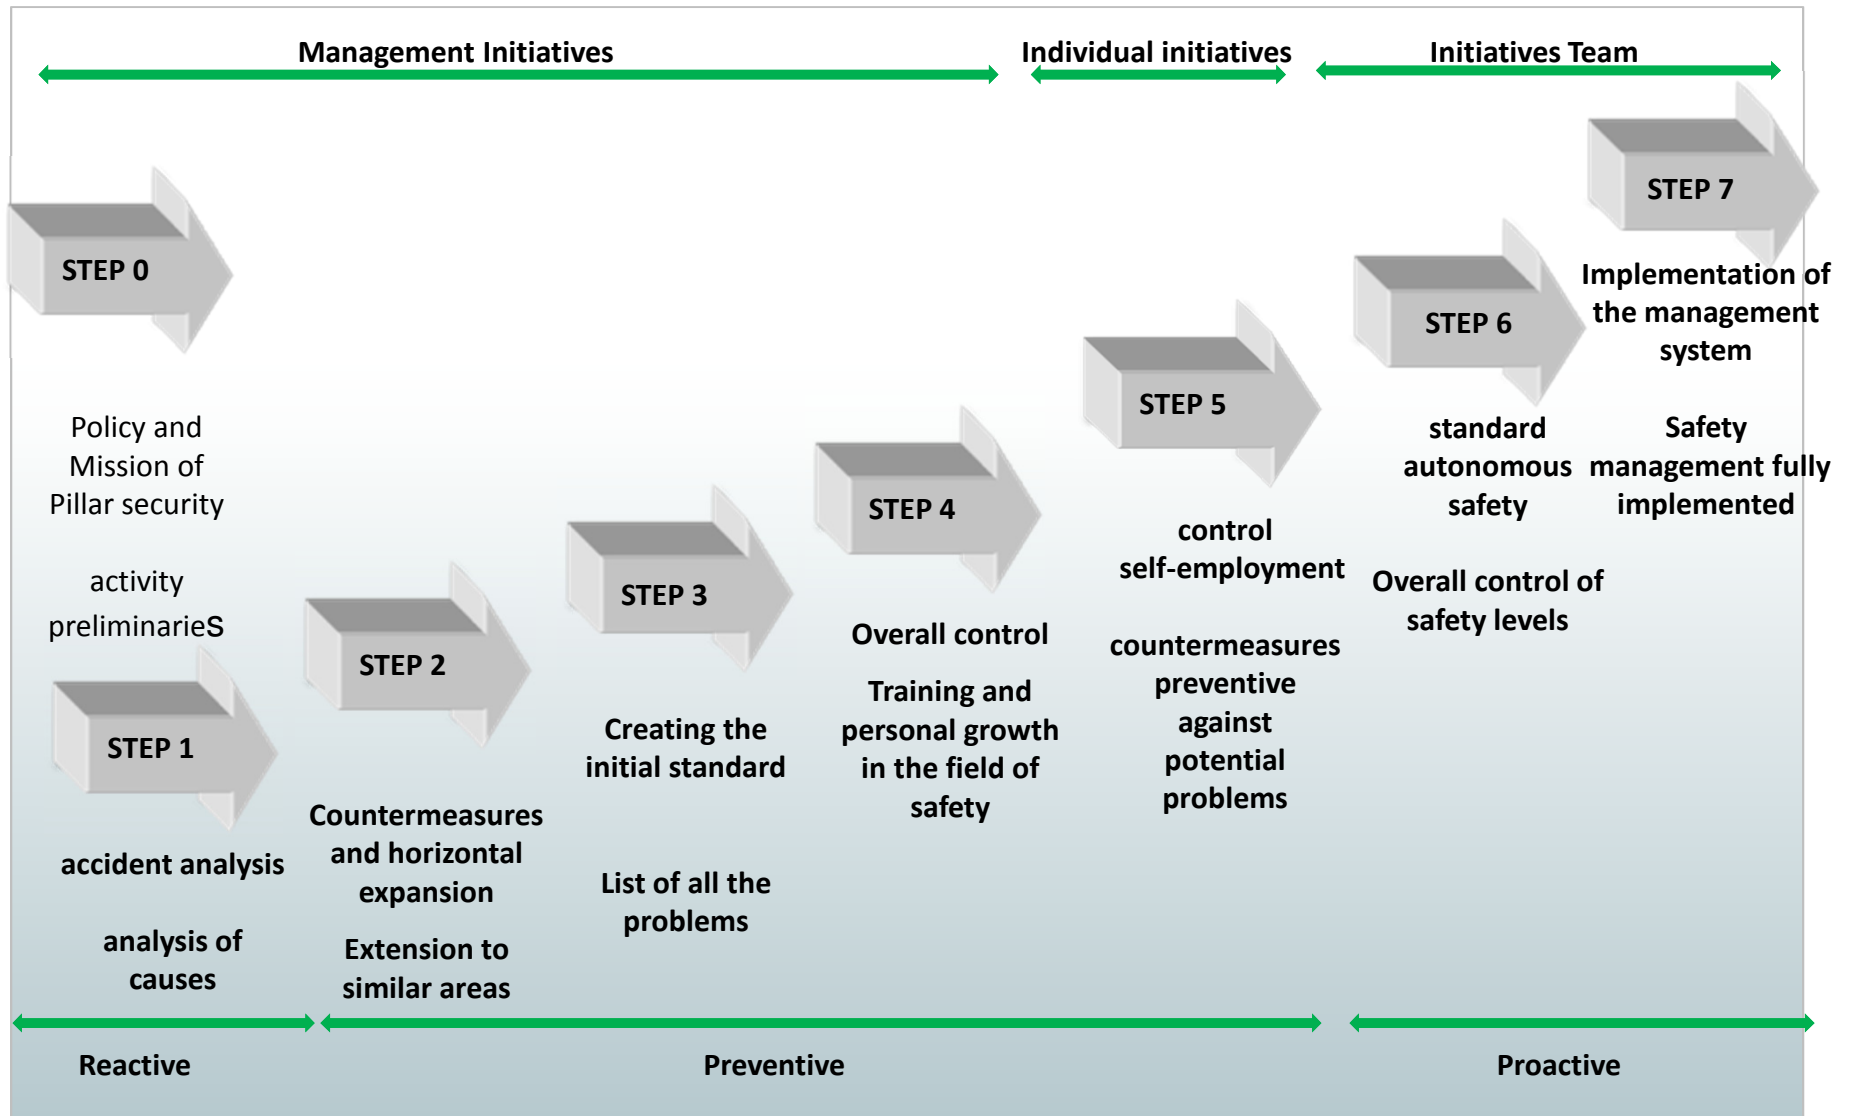 Management Initiatives
Individual initiatives
Initiatives Team
STEP 0
Policy and
Mission of
Pillar security
activity
preliminarieS
STEP 1
accident analysis
analysis of
causes
STEP 2
Countermeasures
and horizontal
expansion
Extension to
similar areas
STEP 3
Creating the
initial standard
List of all the
problems
STEP 4
Overall control
Training and
personal growth
in the field of
safety
STEP 5
control
self-employment
countermeasures
preventive
against
potential
problems
STEP 6
standard
autonomous
safety
Overall control of
safety levels
STEP 7
Implementation of
the management
system
Safety
management fully
implemented
Reactive
Preventive
Proactive